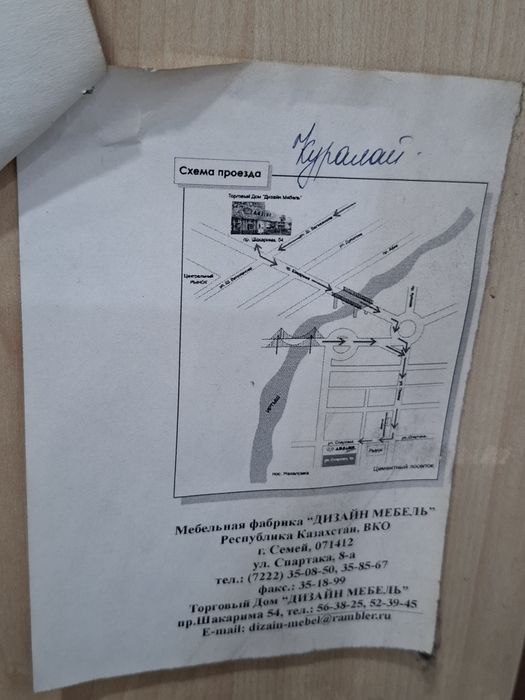 Куралай.
Схема проезда
Торговый Дом "Дизайн Мебель"
пр. Шакарима, 54
Центральный
рынок
Иртыш
ул. Спартака
Рынок
пос. Мелькомбинат
Цементный поселок
Мебельная фабрика "ДИЗАЙН МЕБЕЛЬ"
Республика Казахстан, ВКО
г. Семей, 071412
ул. Спартака, 8-а
тел.: (7222) 35-08-50, 35-85-67
факс.: 35-18-99
Торговый Дом "ДИЗАЙН МЕБЕЛЬ"
пр.Шакарима 54, тел.: 56-38-25, 52-39-45
E-mail: dizain-mebel@rambler.ru